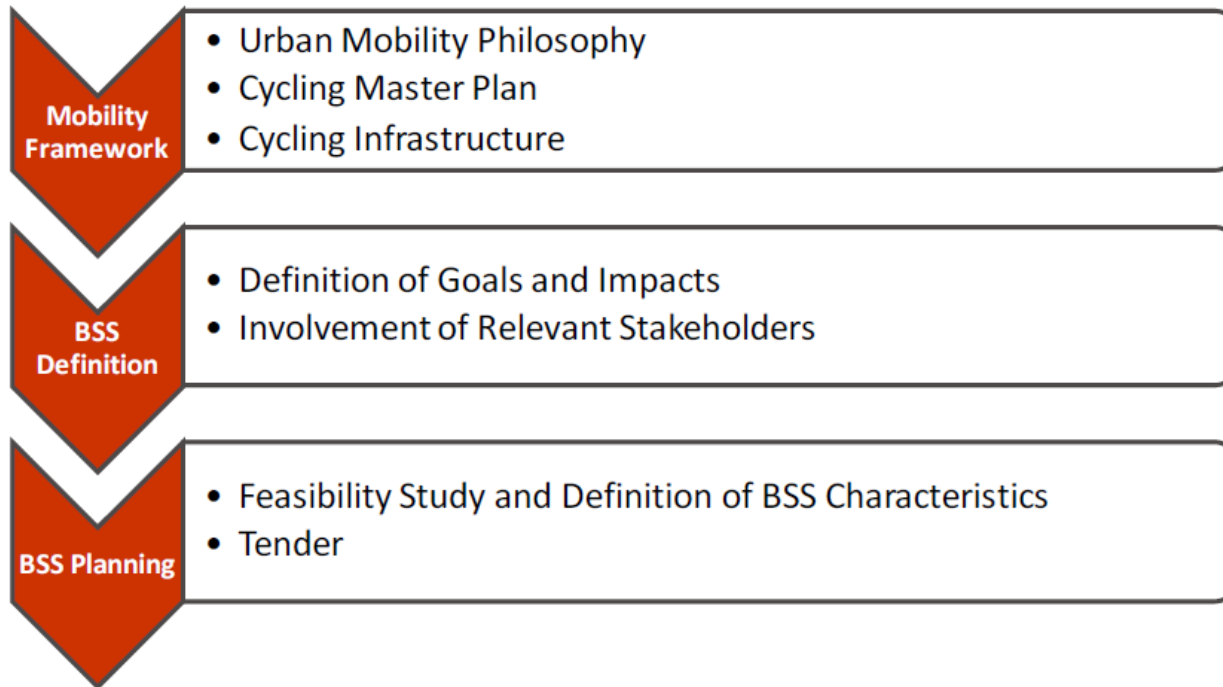 Mobility
Framework
• Urban Mobility Philosophy
• Cycling Master Plan
• Cycling Infrastructure
BSS
Definition
• Definition of Goals and Impacts
• Involvement of Relevant Stakeholders
BSS Planning
• Feasibility Study and Definition of BSS Characteristics
• Tender